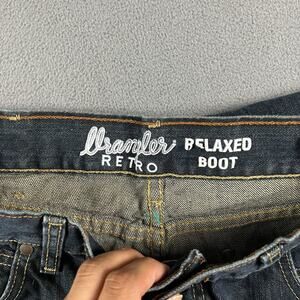 Wrangler
RETRO
RELAXED
BOOT